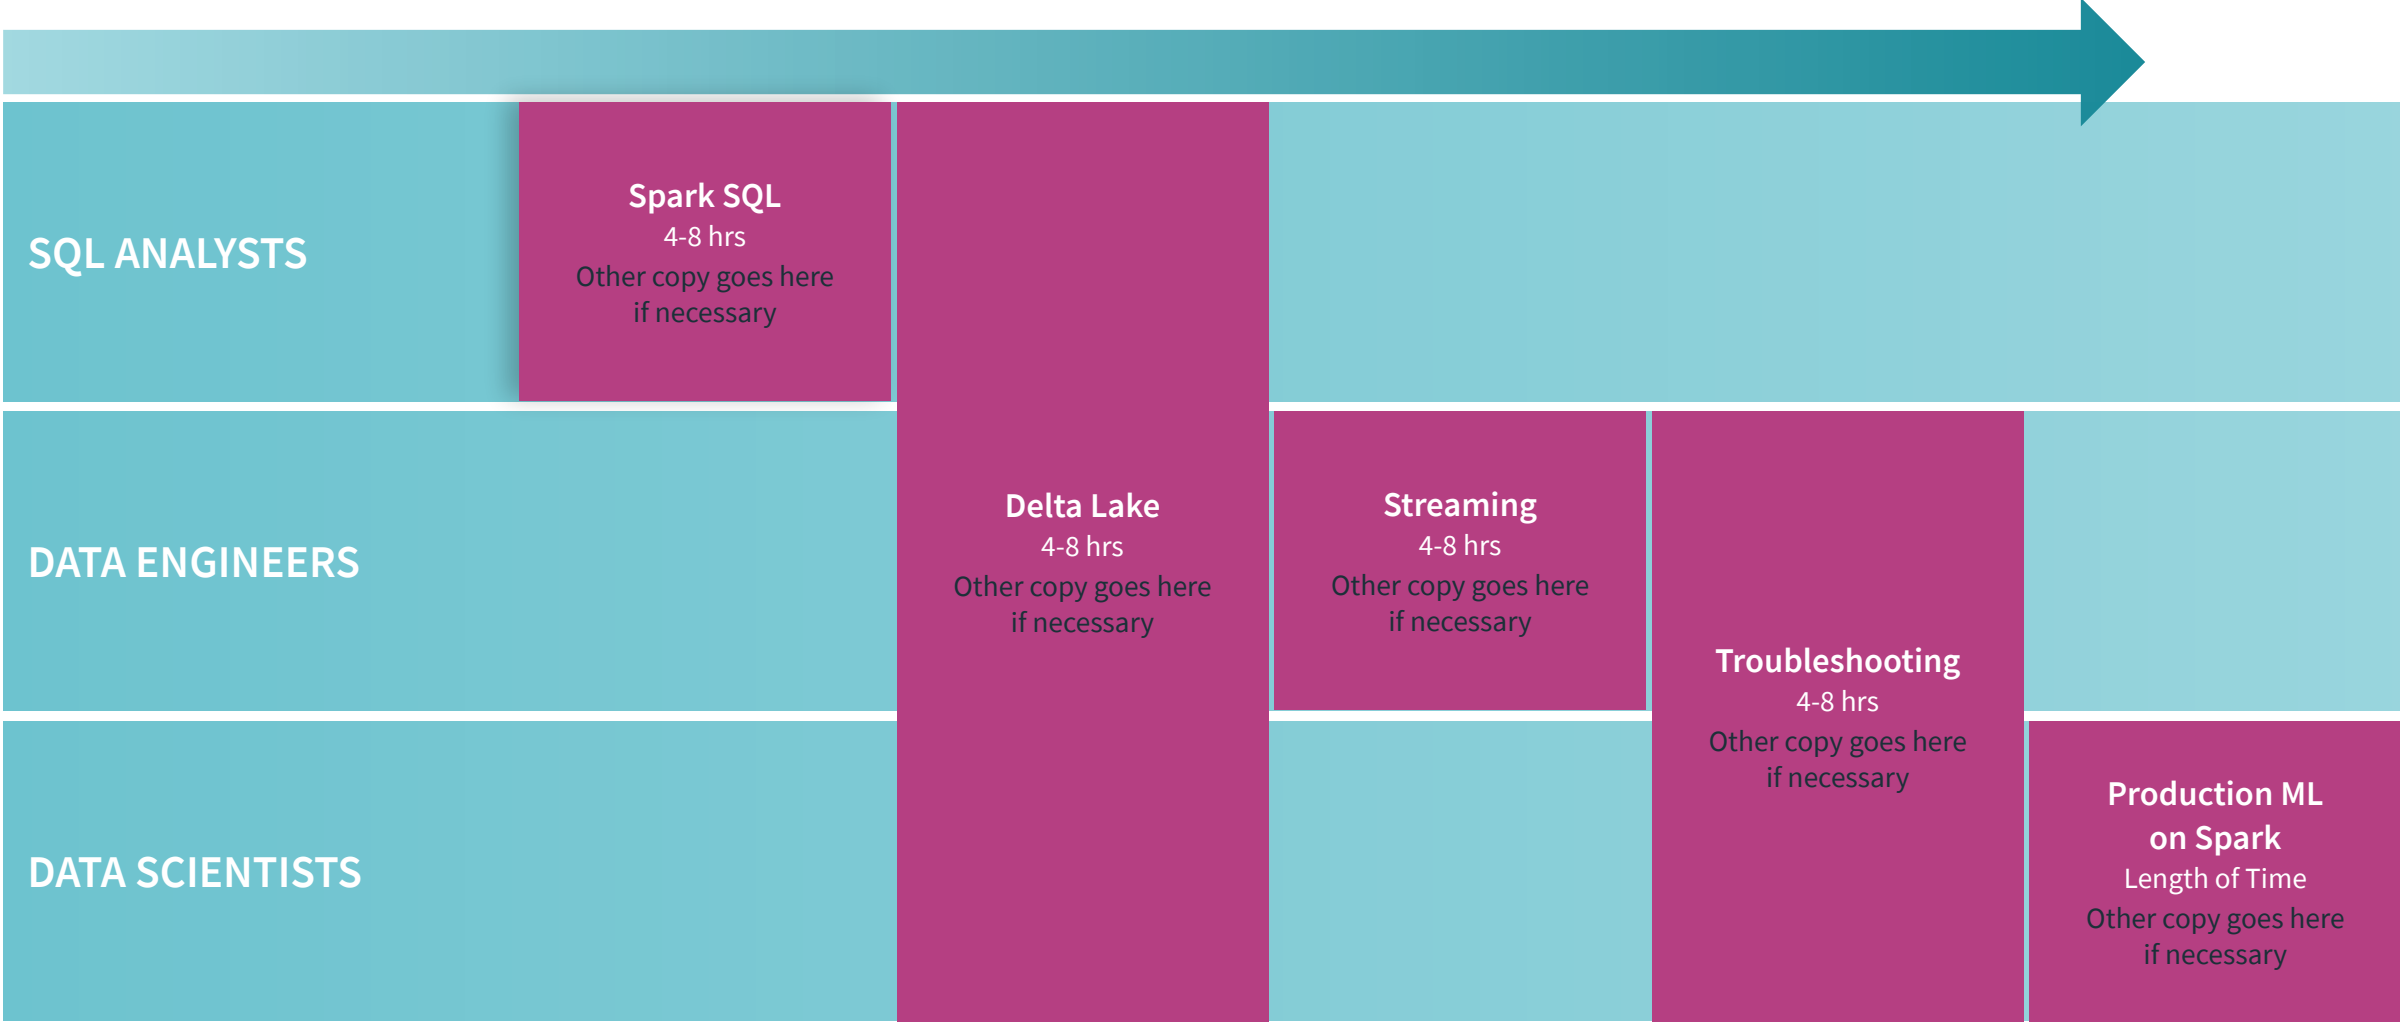 SQL ANALYSTS
Spark SQL
4-8 hrs
Other copy goes here
if necessary
DATA ENGINEERS
Delta Lake
4-8 hrs
Other copy goes here
if necessary
Streaming
4-8 hrs
Other copy goes here
if necessary
Troubleshooting
4-8 hrs
Other copy goes here
if necessary
DATA SCIENTISTS
Production ML
on Spark
Length of Time
Other copy goes here
if necessary